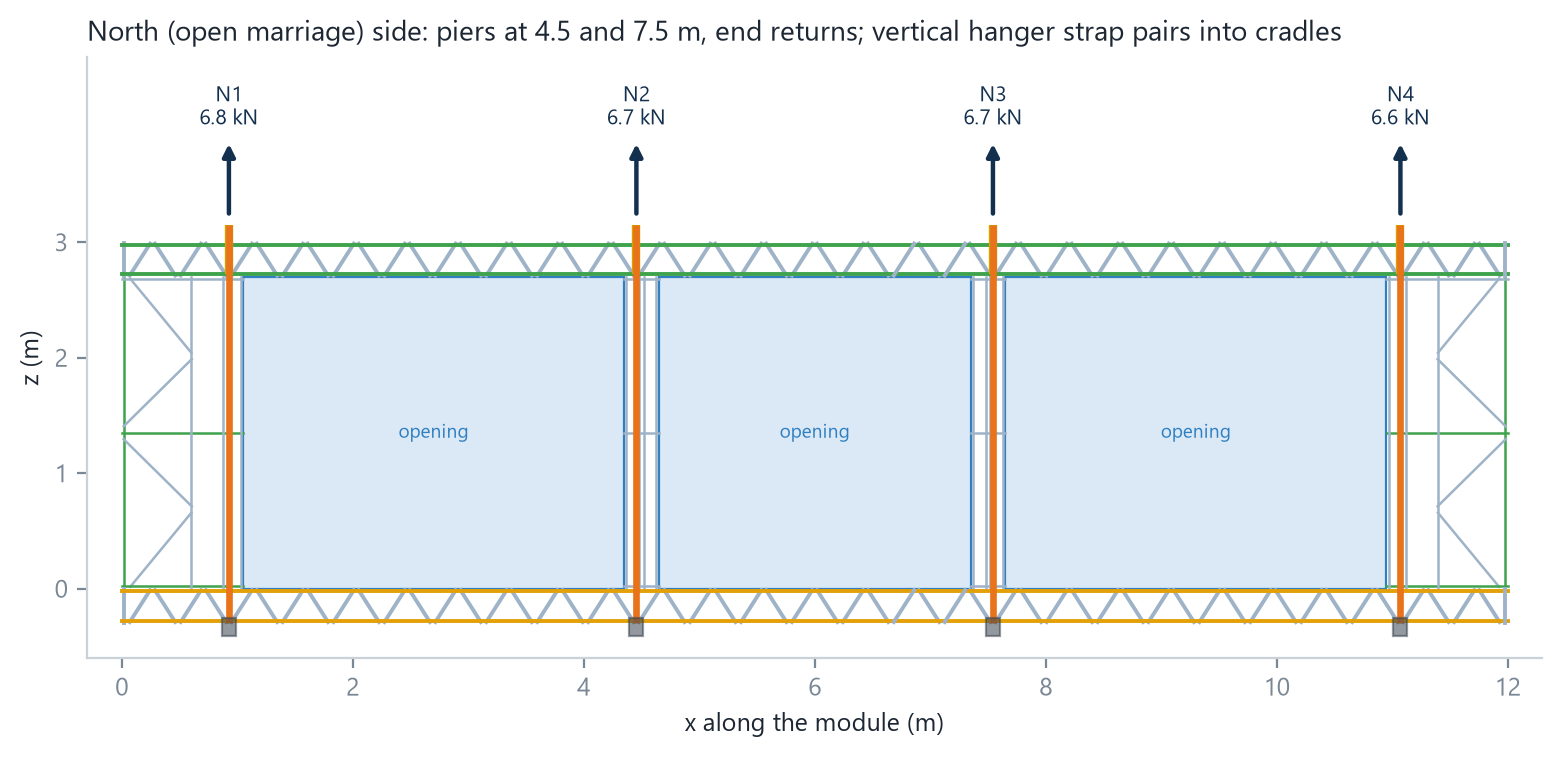 North (open marriage) side: piers at 4.5 and 7.5 m, end returns; vertical hanger strap pairs into cradles
N1
6.8 kN
N2
6.7 kN
N3
6.7 kN
N4
6.6 kN
3
2
1
0
z (m)
opening
opening
opening
0
2
4
6
8
10
12
x along the module (m)